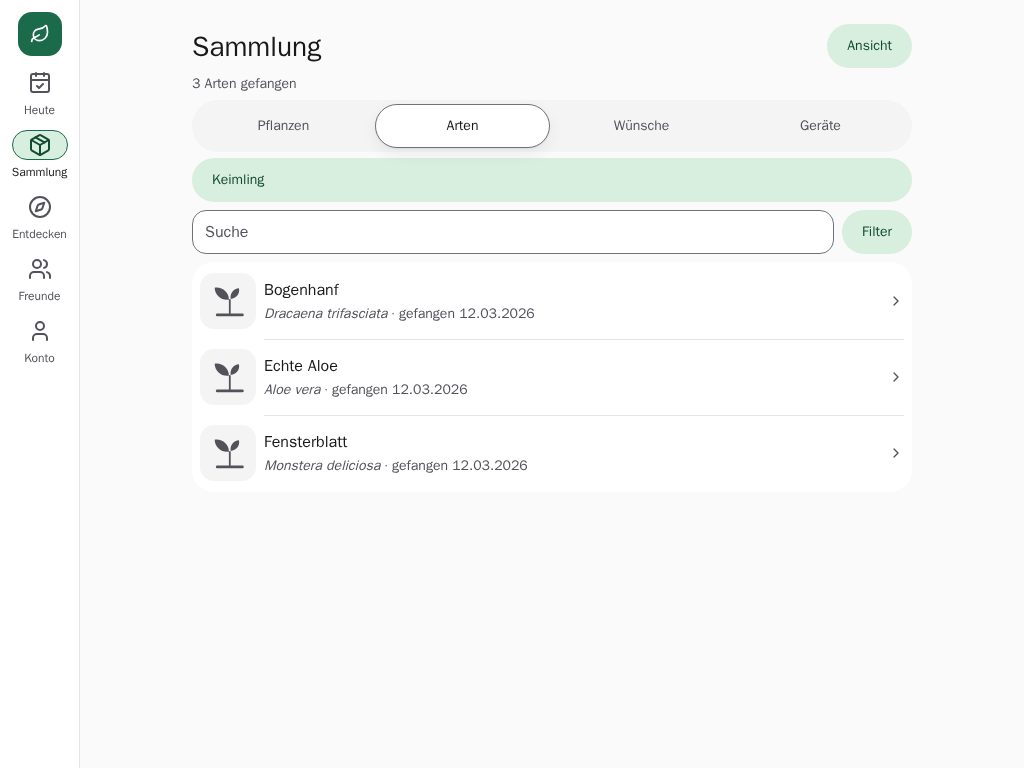 Heute
Sammlung
Entdecken
Freunde
Konto
Sammlung
Ansicht
3 Arten gefangen
Pflanzen
Arten
Wünsche
Geräte
Keimling
Suche
Filter
Bogenhanf
Dracaena trifasciata · gefangen 12.03.2026
Echte Aloe
Aloe vera · gefangen 12.03.2026
Fensterblatt
Monstera deliciosa · gefangen 12.03.2026